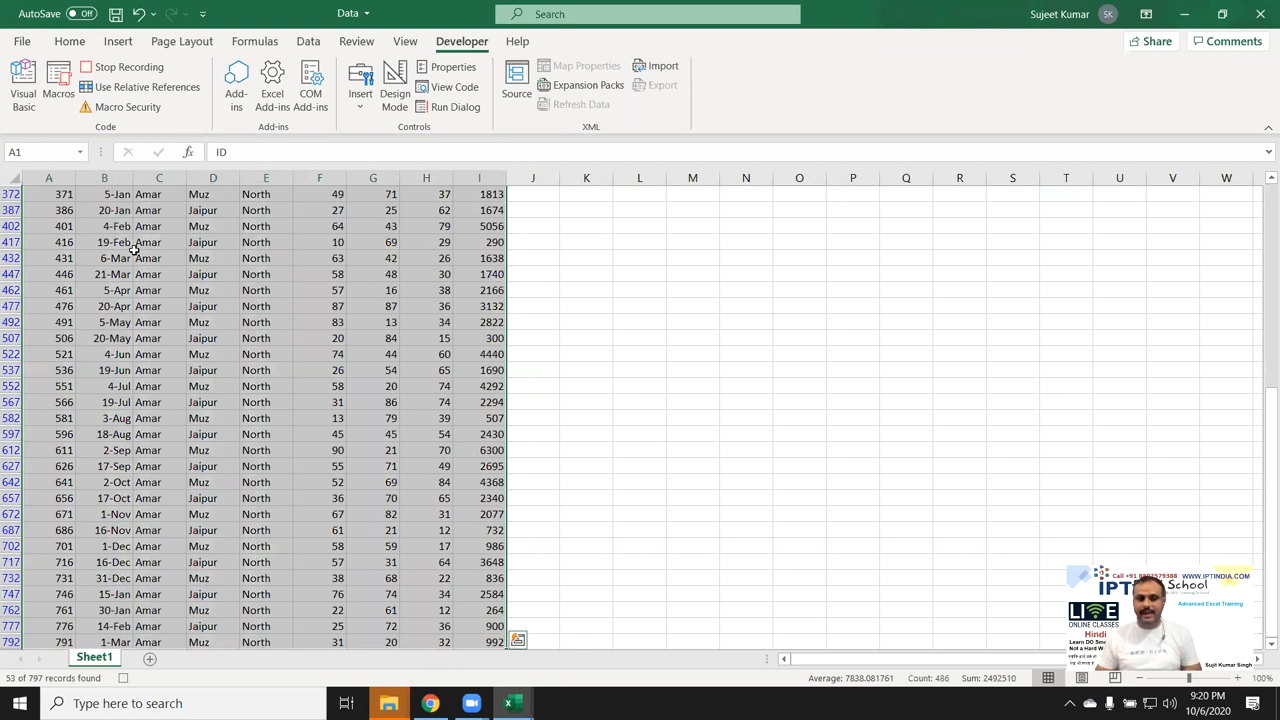 AutoSave Off Data Search Sujeet Kumar SK
File Home Insert Page Layout Formulas Data Review View Developer Help Share Comments
Visual Basic
Macros
Stop Recording
Use Relative References
Macro Security
Code
Add-ins
Excel Add-ins
COM Add-ins
Add-ins
Insert
Design Mode
Properties
View Code
Run Dialog
Controls
Source
Map Properties
Expansion Packs
Refresh Data
Import
Export
XML
A1 fx ID
A B C D E F G H I J K L M N O P Q R S T U V W
372 371 5-Jan Amar Muz North 49 71 37 1813
387 386 20-Jan Amar Jaipur North 27 25 62 1674
402 401 4-Feb Amar Muz North 64 43 79 5056
417 416 19-Feb Amar Jaipur North 10 69 29 290
432 431 6-Mar Amar Muz North 63 42 26 1638
447 446 21-Mar Amar Jaipur North 58 48 30 1740
462 461 5-Apr Amar Muz North 57 16 38 2166
477 476 20-Apr Amar Jaipur North 87 87 36 3132
492 491 5-May Amar Muz North 83 13 34 2822
507 506 20-May Amar Jaipur North 20 84 15 300
522 521 4-Jun Amar Muz North 74 44 60 4440
537 536 19-Jun Amar Jaipur North 26 54 65 1690
552 551 4-Jul Amar Muz North 58 20 74 4292
567 566 19-Jul Amar Jaipur North 31 86 74 2294
582 581 3-Aug Amar Muz North 13 79 39 507
597 596 18-Aug Amar Jaipur North 45 45 54 2430
612 611 2-Sep Amar Muz North 90 21 70 6300
627 626 17-Sep Amar Jaipur North 55 71 49 2695
642 641 2-Oct Amar Muz North 52 69 84 4368
657 656 17-Oct Amar Jaipur North 36 70 65 2340
672 671 1-Nov Amar Muz North 67 82 31 2077
687 686 16-Nov Amar Jaipur North 61 21 12 732
702 701 1-Dec Amar Muz North 58 59 17 986
717 716 16-Dec Amar Jaipur North 57 31 64 3648
732 731 31-Dec Amar Muz North 38 68 22 836
747 746 15-Jan Amar Jaipur North 76 74 34 2584
762 761 30-Jan Amar Muz North 22 61 12 264
777 776 14-Feb Amar Jaipur North 25 72 36 900
792 791 1-Mar Amar Muz North 31 20 32 992
Call +91 8802579388 WWW.IPTINDIA.COM
School
Advanced Excel Training
ONLINE CLASSES
Hindi
Sujit Kumar Singh
Sheet1
53 of 797 records found Average: 7838.081761 Count: 486 Sum: 2492510 100%
Type here to search
9:20 PM
10/6/2020